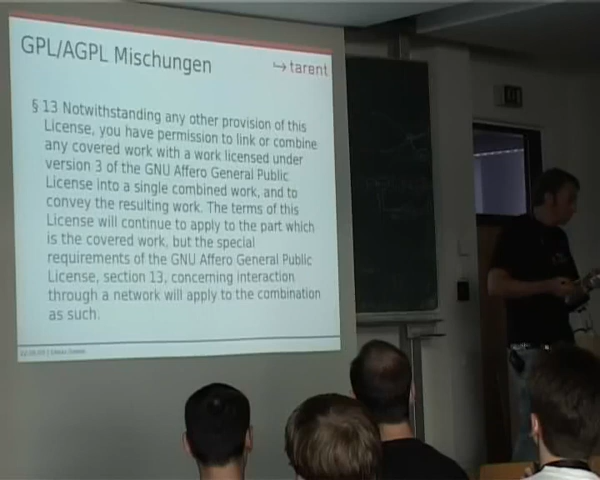 GPL/AGPL Mischungen
tarent
§ 13 Notwithstanding any other provision of this
License, you have permission to link or combine
any covered work with a work licensed under
version 3 of the GNU Affero General Public
License into a single combined work, and to
convey the resulting work. The terms of this
License will continue to apply to the part which
is the covered work, but the special
requirements of the GNU Affero General Public
License, section 13, concerning interaction
through a network will apply to the combination
as such.